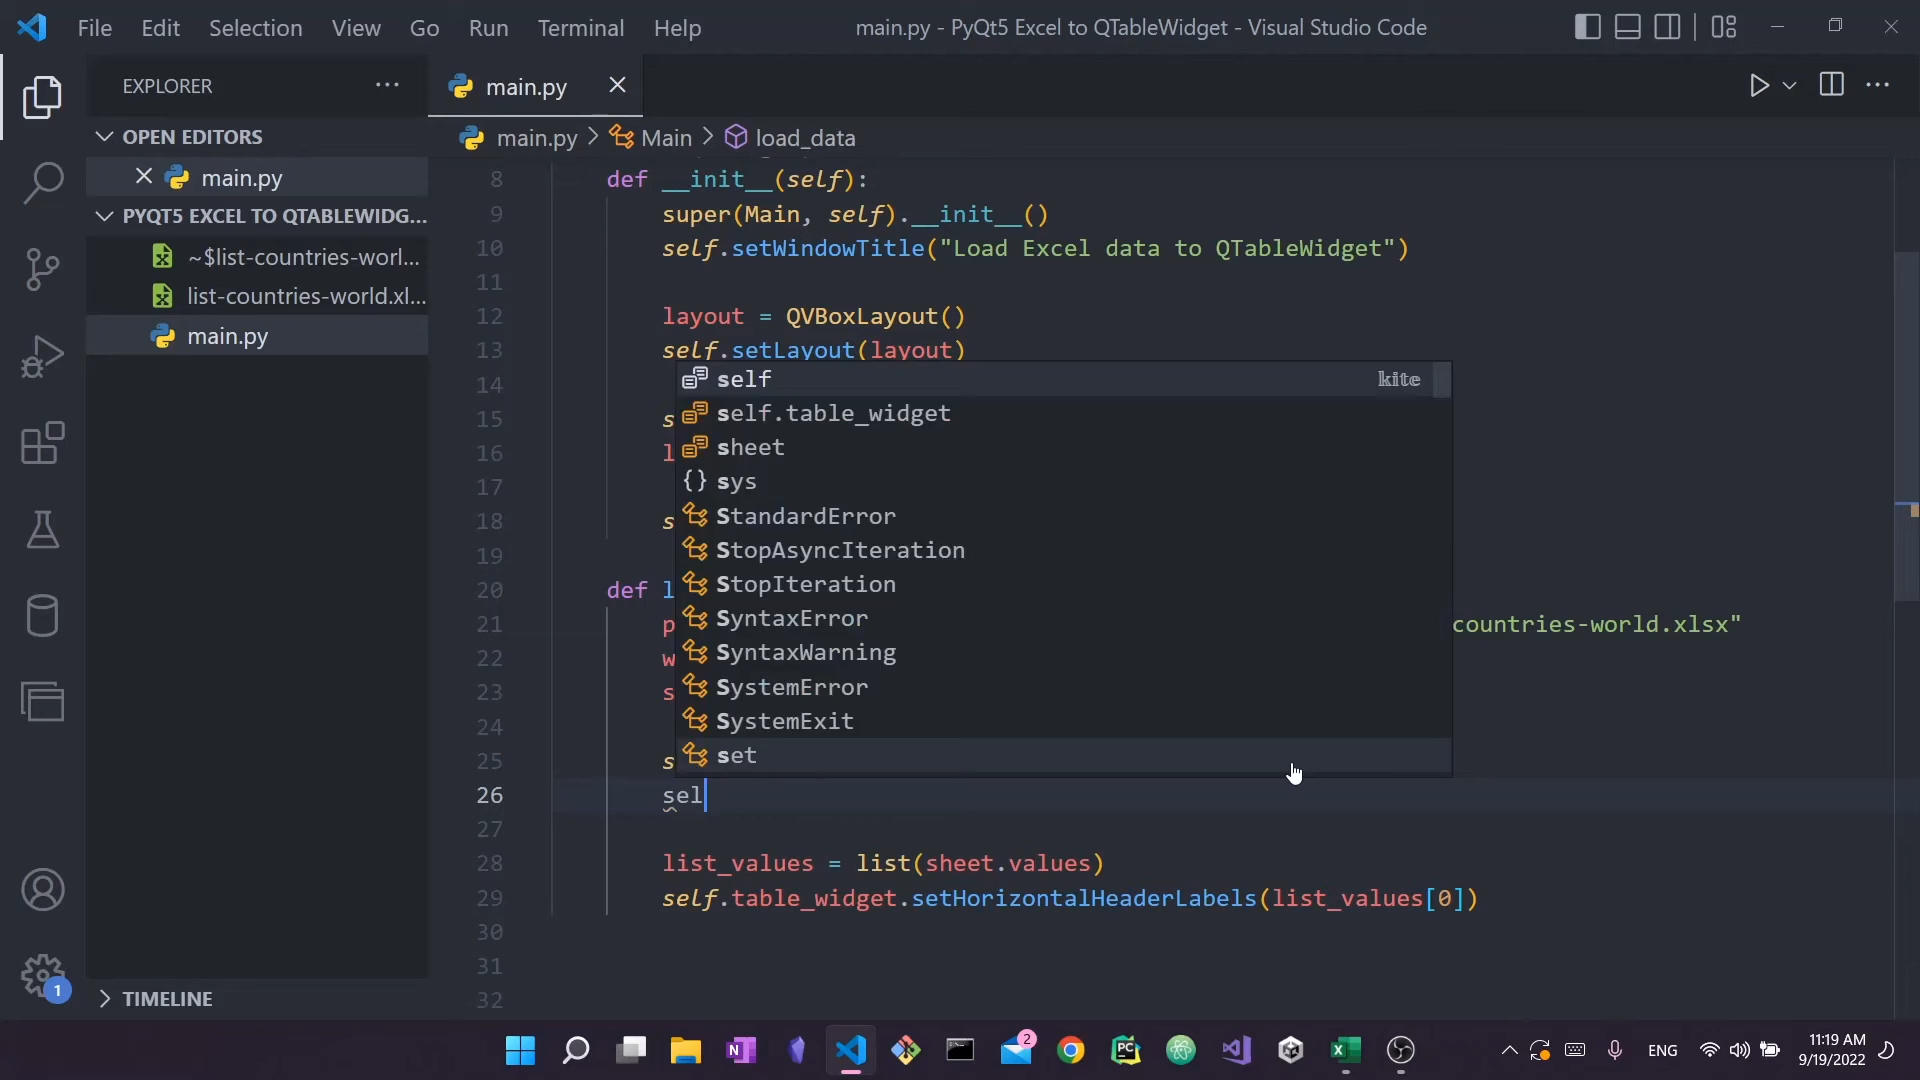 File Edit Selection View Go Run Terminal Help
main.py - PyQt5 Excel to QTableWidget - Visual Studio Code
EXPLORER
main.py
OPEN EDITORS
main.py
PYQT5 EXCEL TO QTABLEWIDG...
~$list-countries-worl...
list-countries-world.xl...
main.py
TIMELINE
main.py > Main > load_data
8 def __init__(self):
9 super(Main, self).__init__()
10 self.setWindowTitle("Load Excel data to QTableWidget")
11
12 layout = QVBoxLayout()
13 self.setLayout(layout)
14
15 s
16 l
17
18 s
19
20 def l
21 p countries-world.xlsx"
22 w
23 s
24
25 s
26 sel
27
28 list_values = list(sheet.values)
29 self.table_widget.setHorizontalHeaderLabels(list_values[0])
30
31
32
self kite
self.table_widget
sheet
{} sys
StandardError
StopAsyncIteration
StopIteration
SyntaxError
SyntaxWarning
SystemError
SystemExit
set
1
N
PC
2
ENG
11:19 AM
9/19/2022